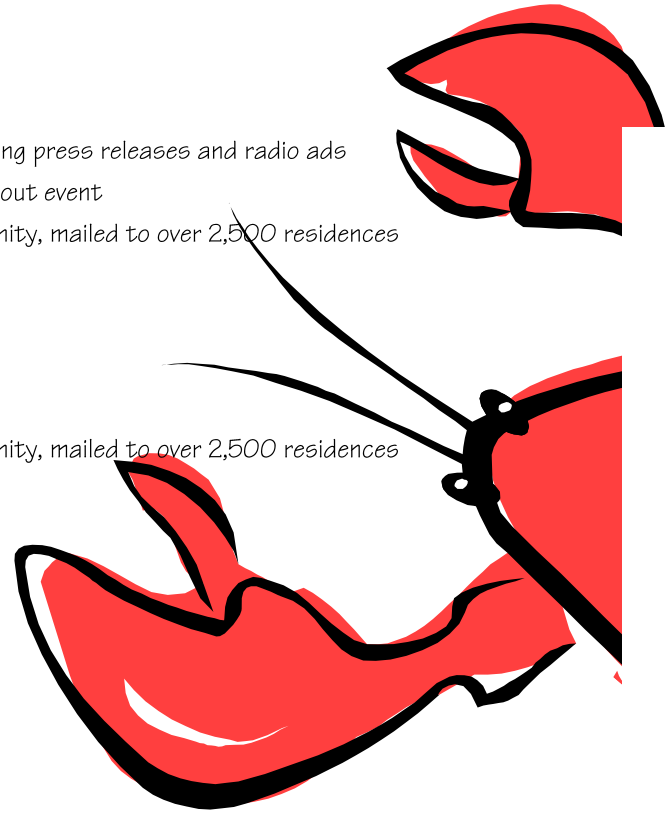 ng press releases and radio ads
out event
nity, mailed to over 2,500 residences
nity, mailed to over 2,500 residences